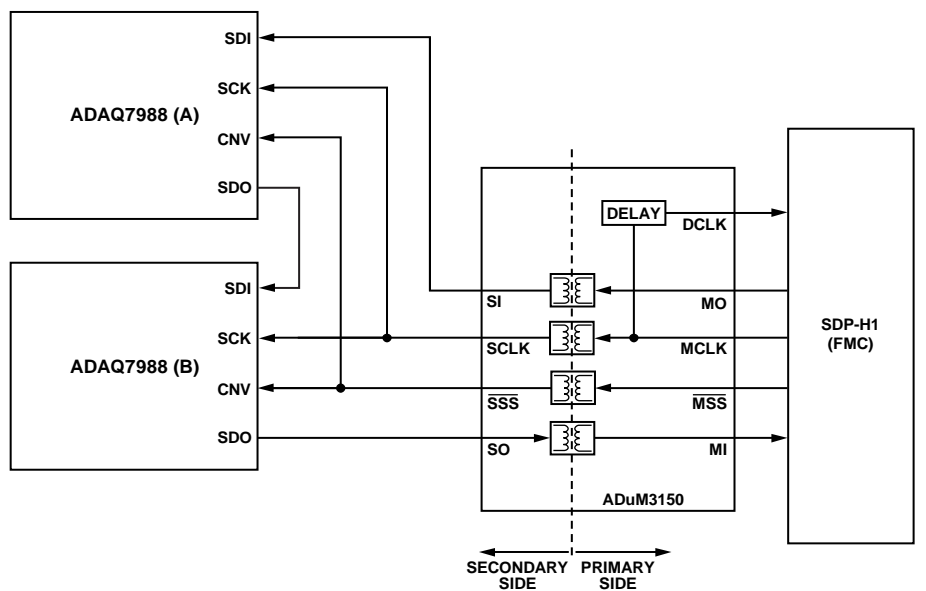 ADAQ7988 (A)
SDI
SCK
CNV
SDO
ADAQ7988 (B)
SDI
SCK
CNV
SDO
DELAY
DCLK
SI
MO
SCLK
MCLK
SSS
MSS
SO
MI
ADuM3150
SDP-H1
(FMC)
SECONDARY
SIDE
PRIMARY
SIDE